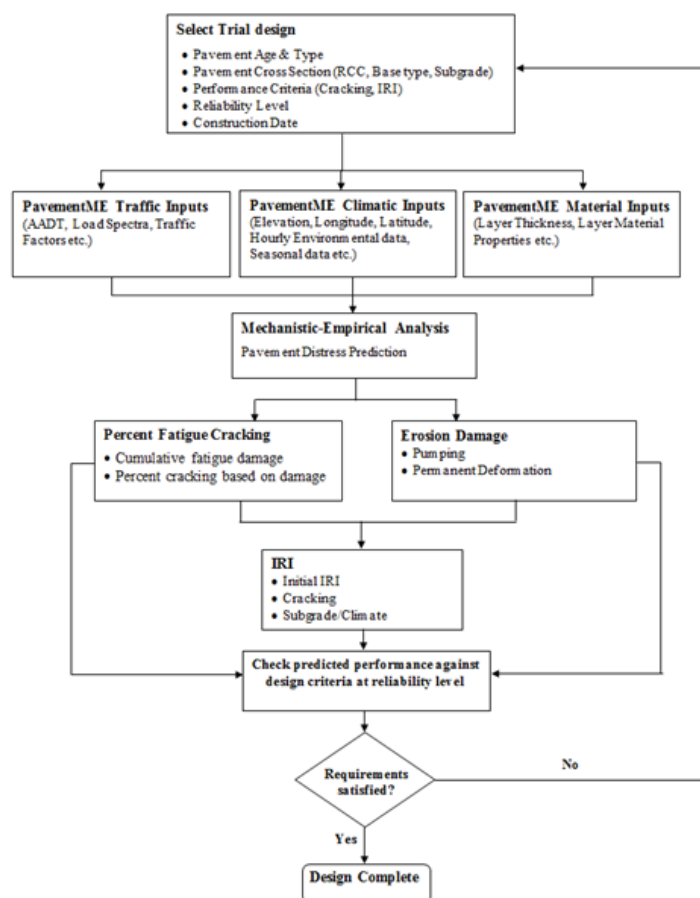 Select Trial design
• Pavement Age & Type
• Pavement Cross Section (RCC, Base type, Subgrade)
• Performance Criteria (Cracking, IRI)
• Reliability Level
• Construction Date
PavementME Traffic Inputs
(AADT, Load Spectra, Traffic
Factors etc.)
PavementME Climatic Inputs
(Elevation, Longitude, Latitude,
Hourly Environmental data,
Seasonal data etc.)
PavementME Material Inputs
(Layer Thickness, Layer Material
Properties etc.)
Mechanistic-Empirical Analysis
Pavement Distress Prediction
Percent Fatigue Cracking
• Cumulative fatigue damage
• Percent cracking based on damage
Erosion Damage
• Pumping
• Permanent Deformation
IRI
• Initial IRI
• Cracking
• Subgrade/Climate
Check predicted performance against
design criteria at reliability level
Requirements
satisfied?
No
Yes
Design Complete